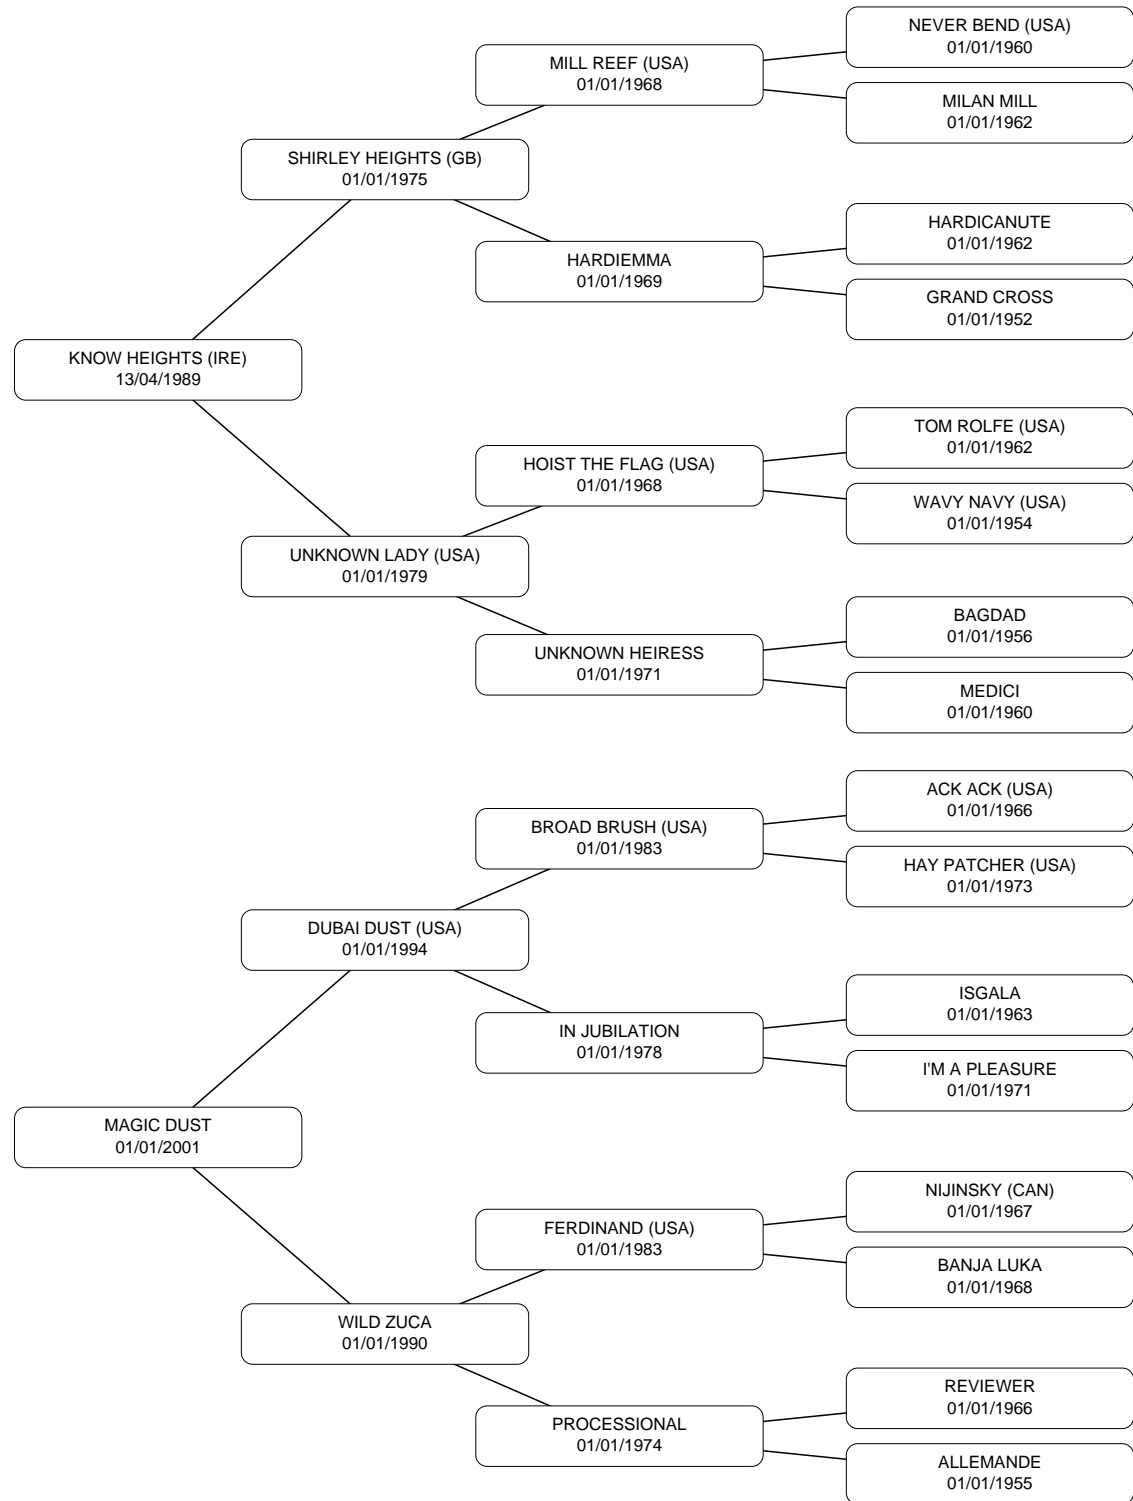 NEVER BEND (USA)
01/01/1960
MILL REEF (USA)
01/01/1968
MILAN MILL
01/01/1962
SHIRLEY HEIGHTS (GB)
01/01/1975
HARDICANUTE
01/01/1962
HARDIEMMA
01/01/1969
GRAND CROSS
01/01/1952
KNOW HEIGHTS (IRE)
13/04/1989
TOM ROLFE (USA)
01/01/1962
HOIST THE FLAG (USA)
01/01/1968
WAVY NAVY (USA)
01/01/1954
UNKNOWN LADY (USA)
01/01/1979
BAGDAD
01/01/1956
UNKNOWN HEIRESS
01/01/1971
MEDICI
01/01/1960
ACK ACK (USA)
01/01/1966
BROAD BRUSH (USA)
01/01/1983
HAY PATCHER (USA)
01/01/1973
DUBAI DUST (USA)
01/01/1994
ISGALA
01/01/1963
IN JUBILATION
01/01/1978
I'M A PLEASURE
01/01/1971
MAGIC DUST
01/01/2001
NIJINSKY (CAN)
01/01/1967
FERDINAND (USA)
01/01/1983
BANJA LUKA
01/01/1968
WILD ZUCA
01/01/1990
REVIEWER
01/01/1966
PROCESSIONAL
01/01/1974
ALLEMANDE
01/01/1955